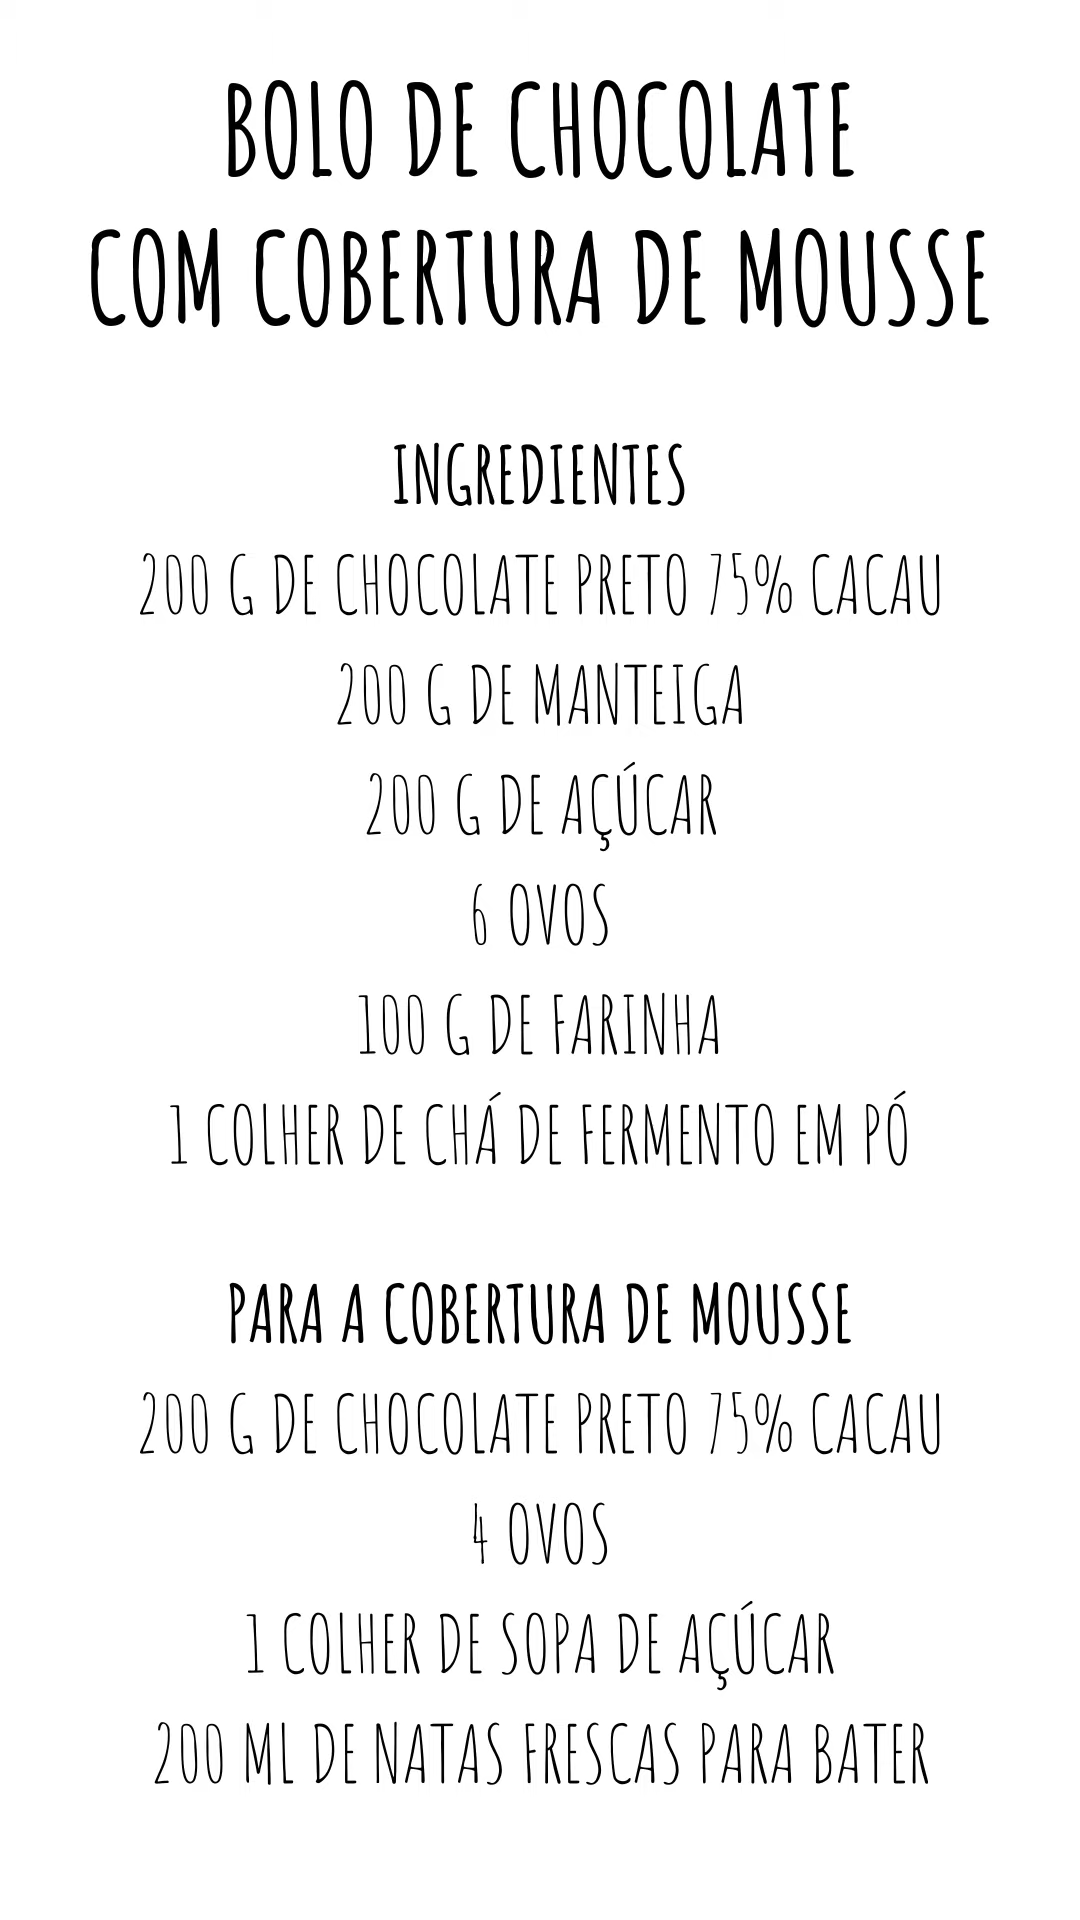 BOLO DE CHOCOLATE
COM COBERTURA DE MOUSSE
INGREDIENTES
200 G DE CHOCOLATE PRETO 75% CACAU
200 G DE MANTEIGA
200 G DE AÇÚCAR
6 OVOS
100 G DE FARINHA
1 COLHER DE CHÁ DE FERMENTO EM PÓ
PARA A COBERTURA DE MOUSSE
200 G DE CHOCOLATE PRETO 75% CACAU
4 OVOS
1 COLHER DE SOPA DE AÇÚCAR
200 ML DE NATAS FRESCAS PARA BATER